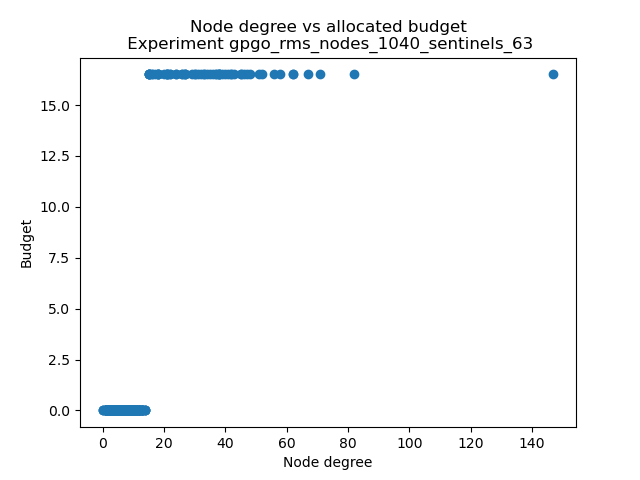 Node degree vs allocated budget
Experiment gpgo_rms_nodes_1040_sentinels_63
15.0
12.5
10.0
7.5
5.0
2.5
0.0
Budget
0 20 40 60 80 100 120 140
Node degree